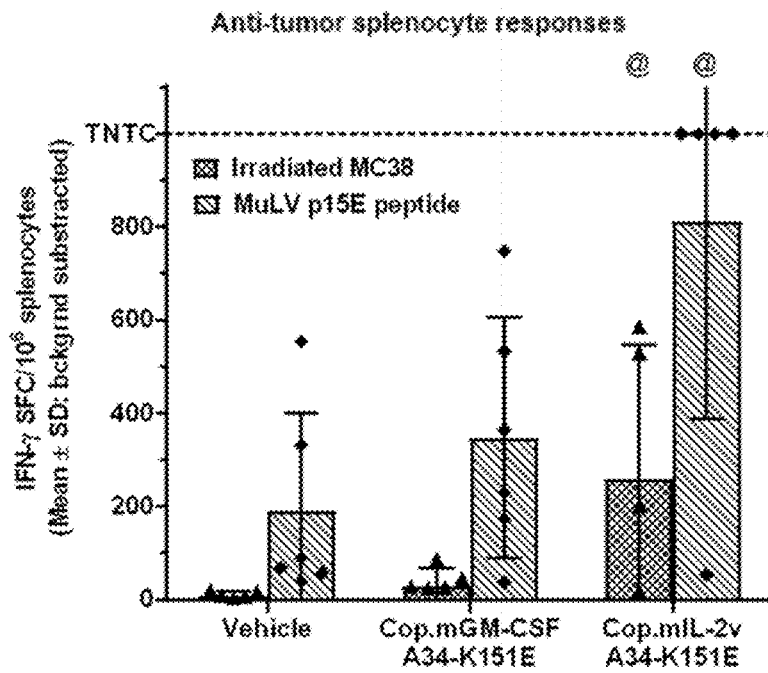 Anti-tumor splenocyte responses
@ @
TNTC
Irradiated MC38
MuLV p15E peptide
800
600
400
200
0
IFN-γ SFC/10⁶ splenocytes
(Mean ± SD: bckgrnd substracted)
Vehicle
Cop.mGM-CSF
A34-K151E
Cop.mIL-2v
A34-K151E